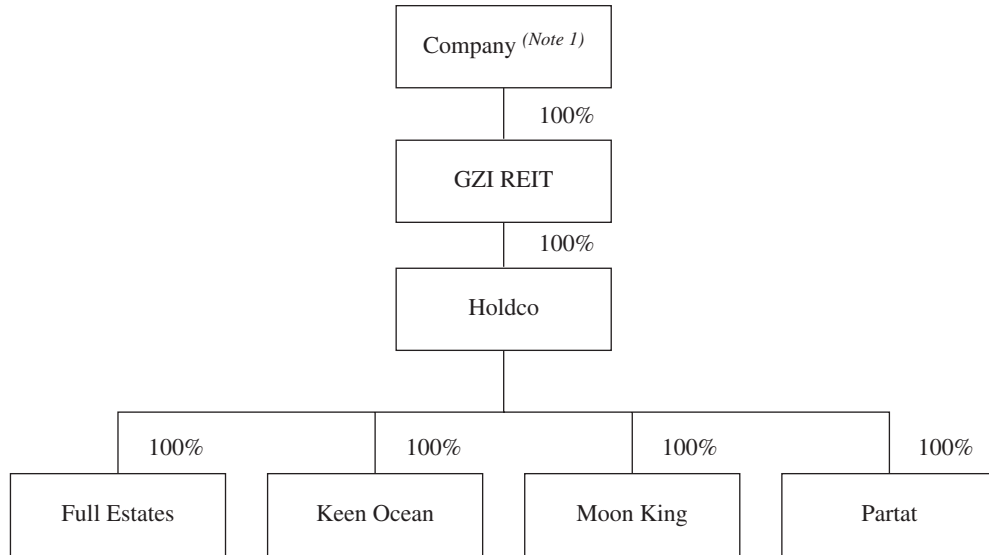 Company (Note 1)
100%
GZI REIT
100%
Holdco
100%
100%
100%
100%
Full Estates
Keen Ocean
Moon King
Partat